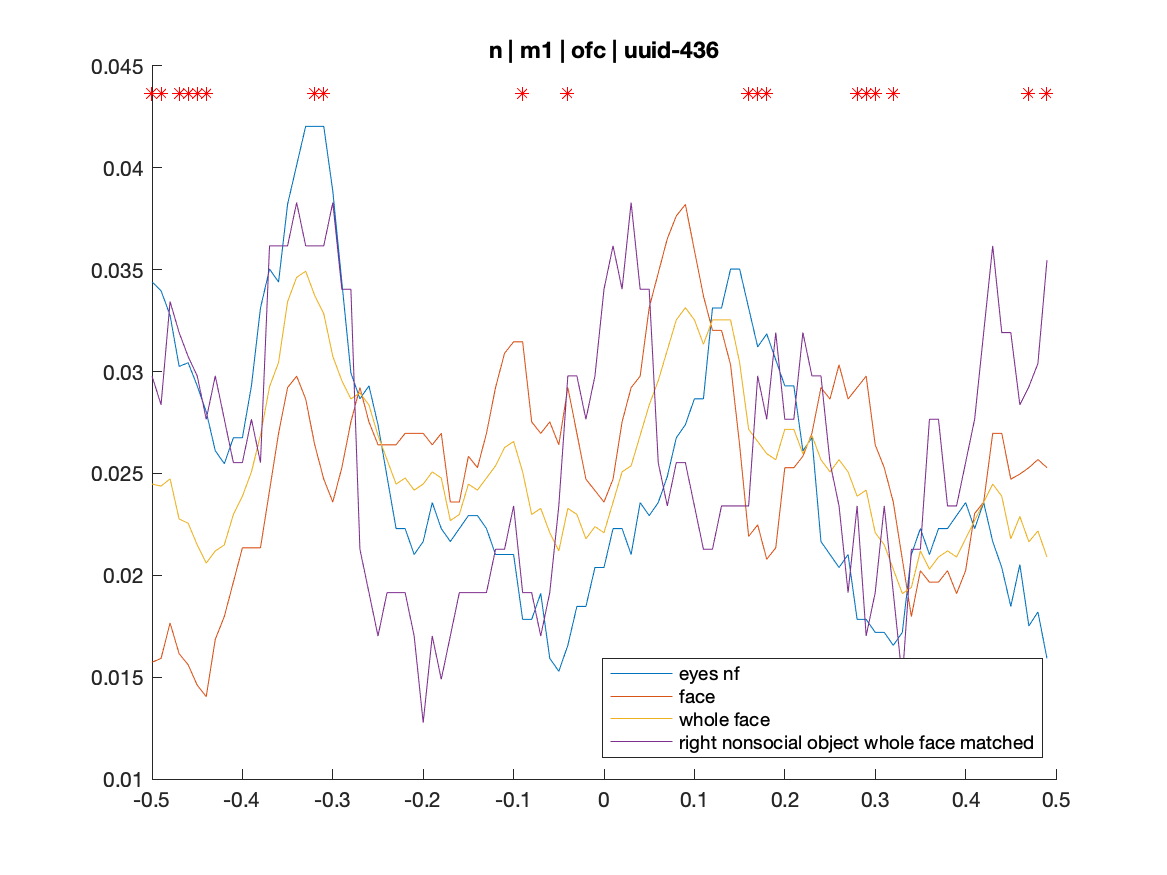 n | m1 | ofc | uuid-436
0.045
0.04
0.035
0.03
0.025
0.02
0.015
0.01
eyes nf
face
whole face
right nonsocial object whole face matched
-0.5 -0.4 -0.3 -0.2 -0.1 0 0.1 0.2 0.3 0.4 0.5